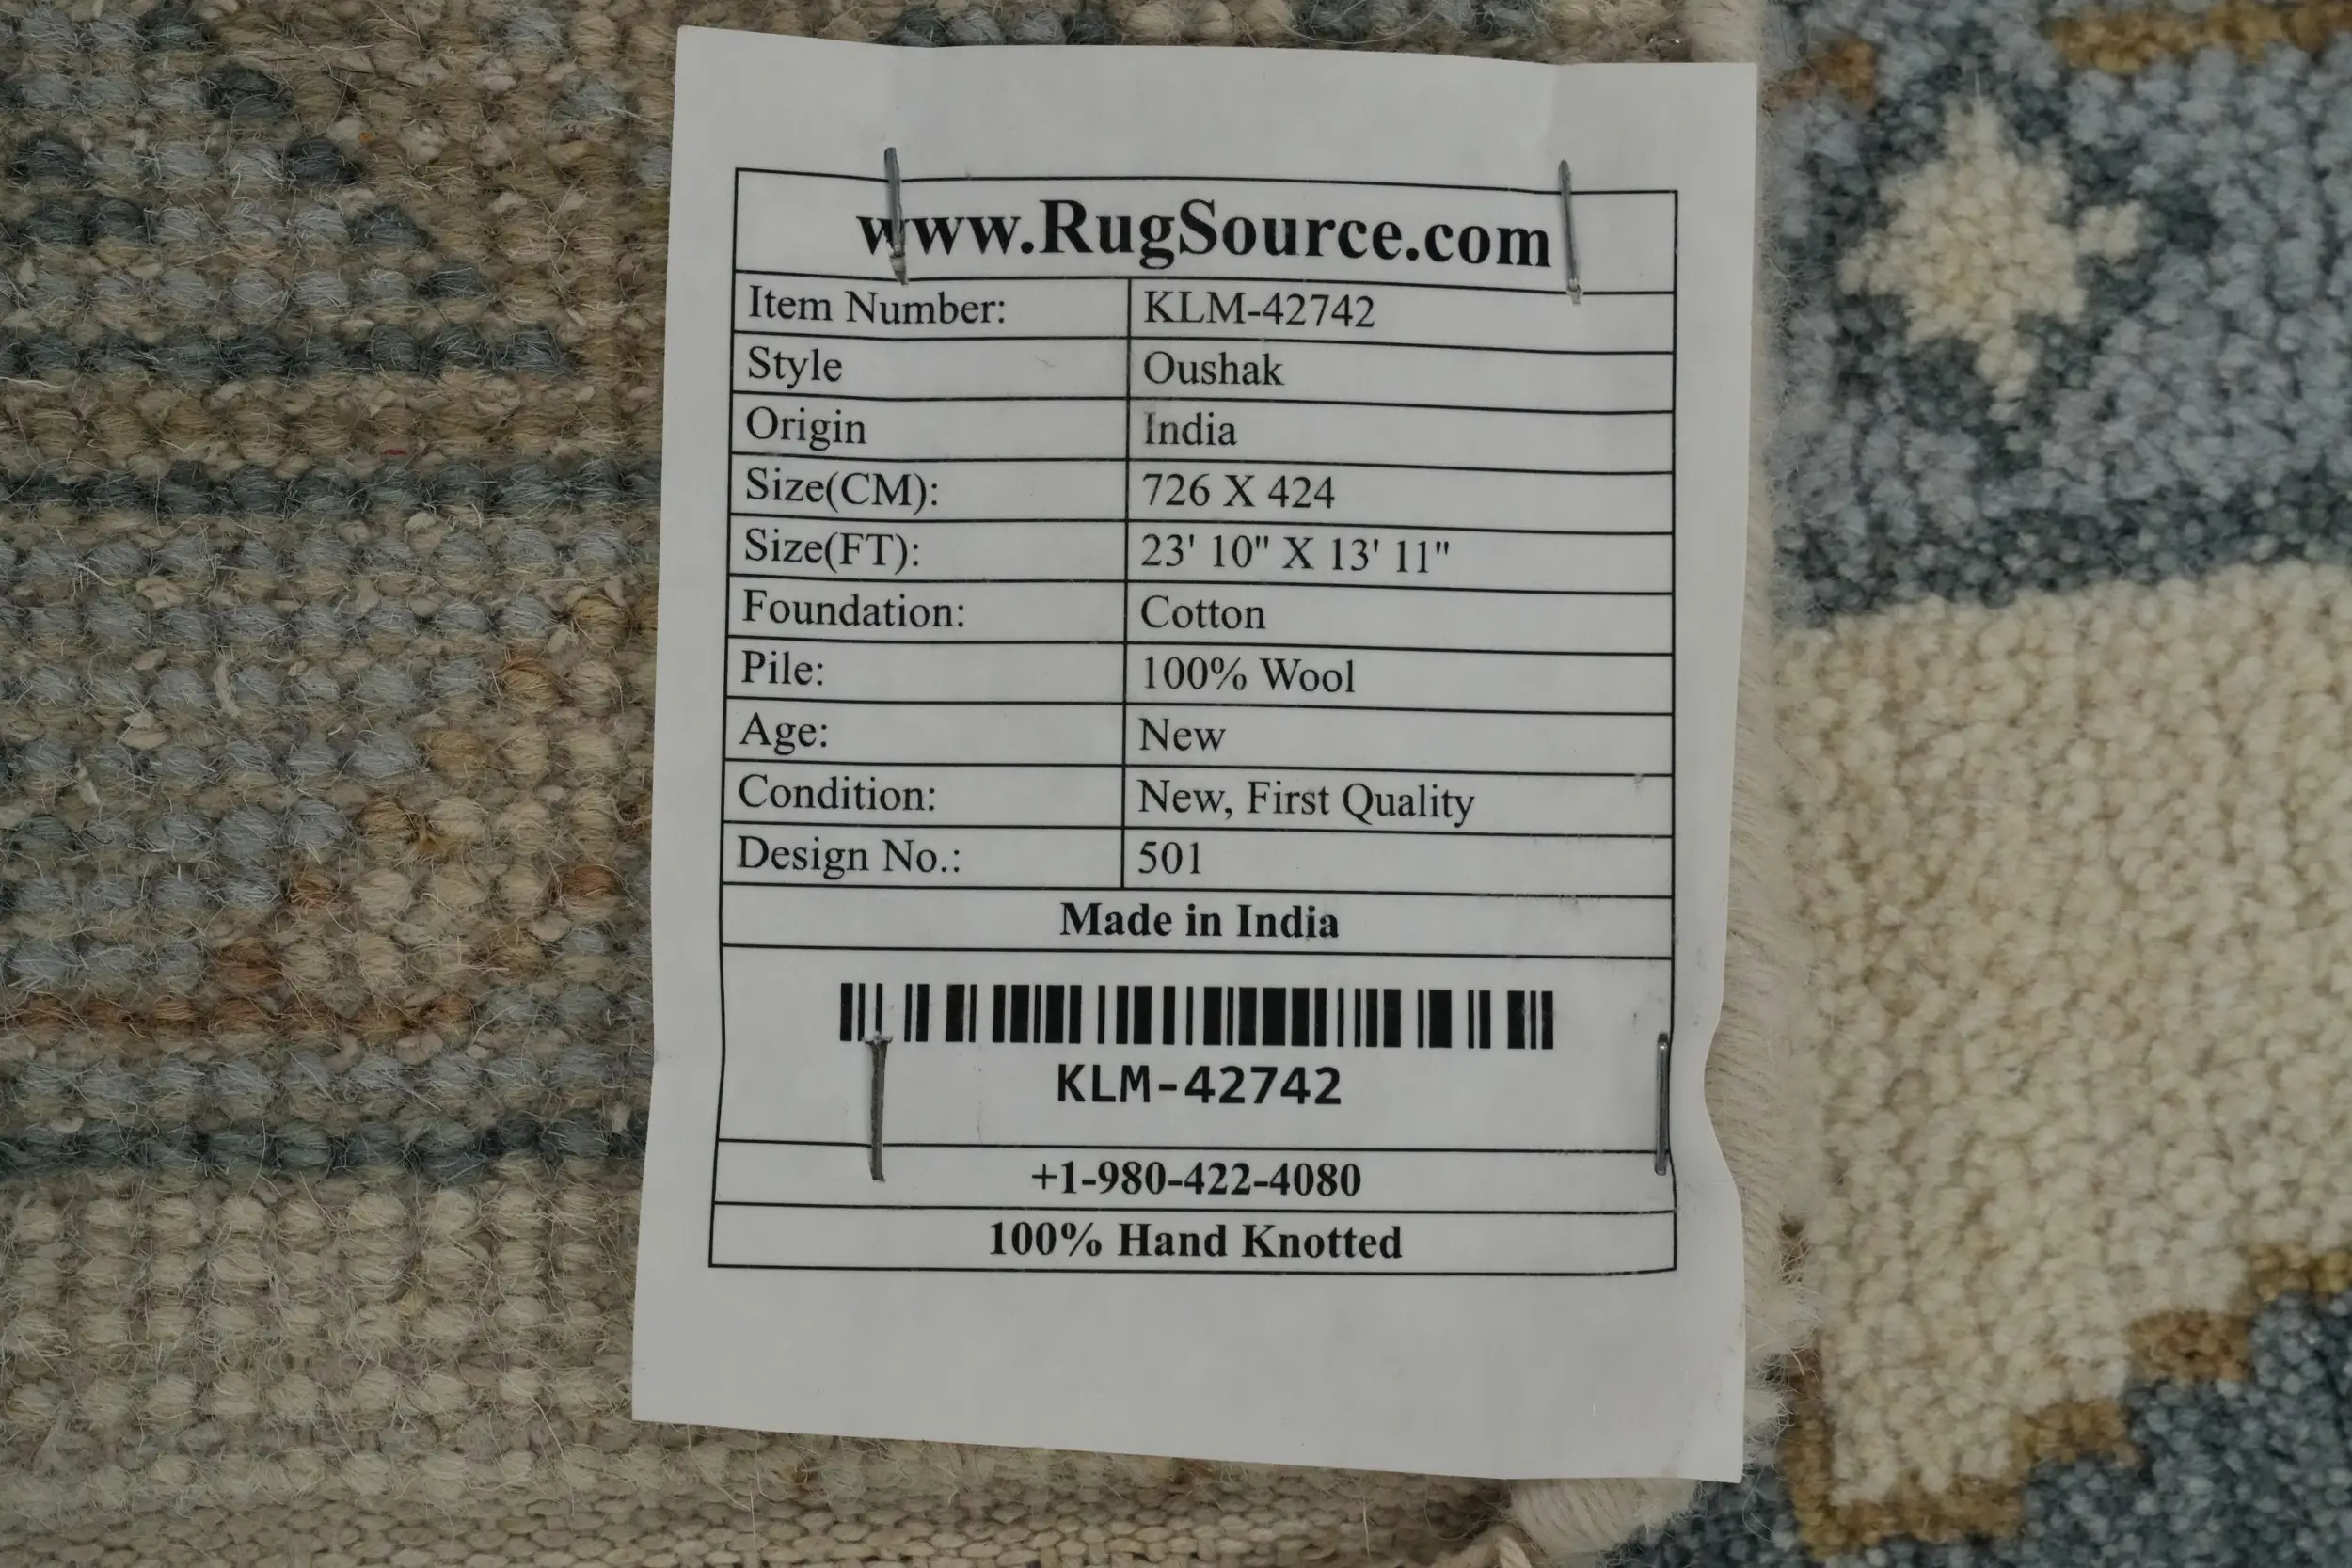 www.RugSource.com
Item Number: KLM-42742
Style Oushak
Origin India
Size(CM): 726 X 424
Size(FT): 23' 10" X 13' 11"
Foundation: Cotton
Pile: 100% Wool
Age: New
Condition: New, First Quality
Design No.: 501
Made in India
KLM-42742
+1-980-422-4080
100% Hand Knotted